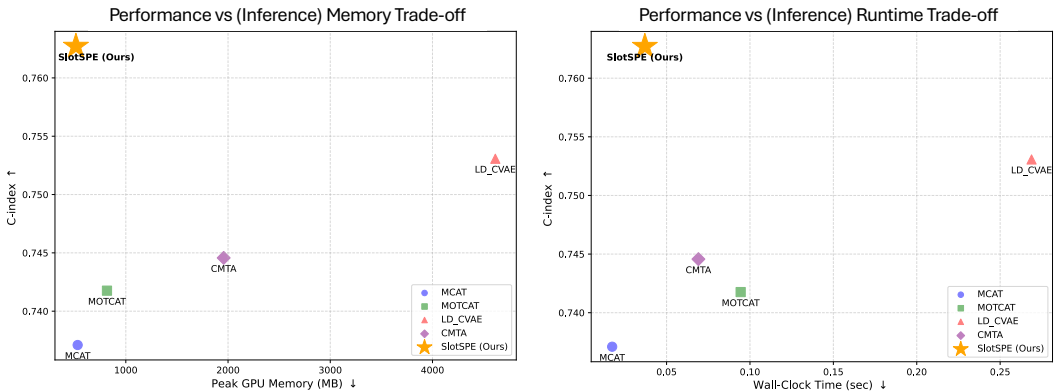 Performance vs (Inference) Memory Trade-off
SlotSPE (Ours)
0.760
0.755
0.750
0.745
0.740
C-index ↑
LD_CVAE
CMTA
MOTCAT
MCAT
MCAT
MOTCAT
LD_CVAE
CMTA
SlotSPE (Ours)
1000
2000
3000
4000
Peak GPU Memory (MB) ↓
Performance vs (Inference) Runtime Trade-off
SlotSPE (Ours)
0.760
0.755
0.750
0.745
0.740
C-index ↑
LD_CVAE
CMTA
MOTCAT
MCAT
MCAT
MOTCAT
LD_CVAE
CMTA
SlotSPE (Ours)
0,05
0,10
0,15
0,20
0,25
Wall-Clock Time (sec) ↓